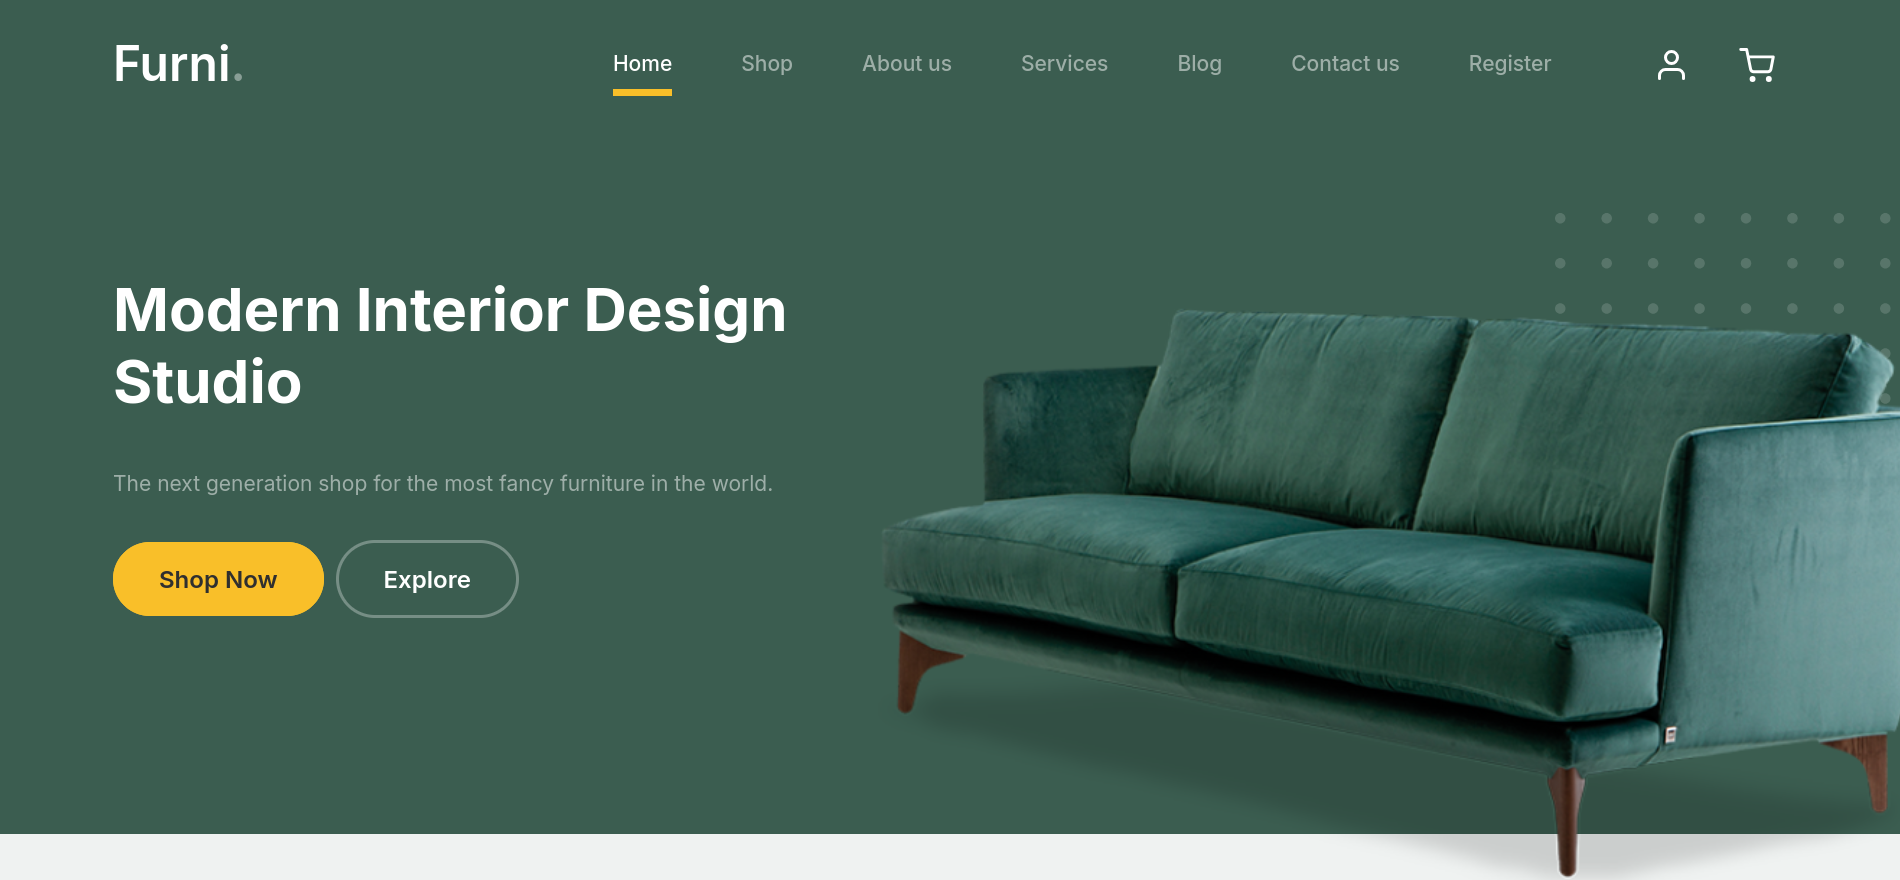 Furni.
Home Shop About us Services Blog Contact us Register
Modern Interior Design
Studio
The next generation shop for the most fancy furniture in the world.
Shop Now Explore